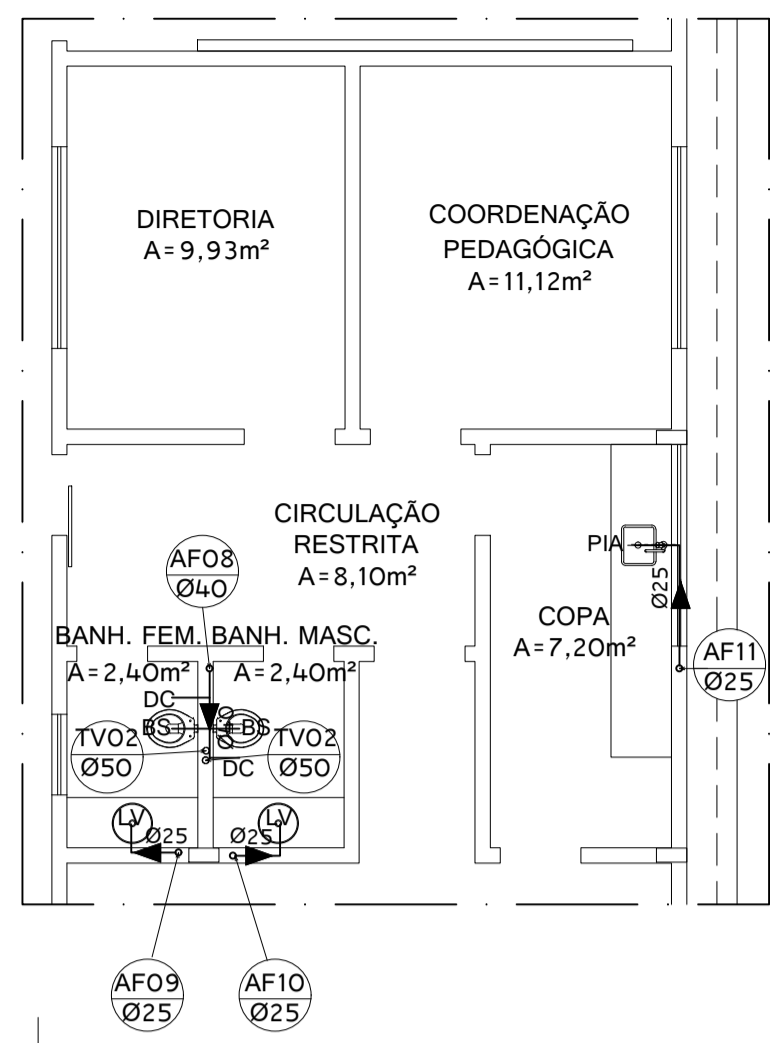 DIRETORIA
A=9,93m²
COORDENAÇÃO
PEDAGÓGICA
A=11,12m²
CIRCULAÇÃO
RESTRITA
A=8,10m²
AF08
Ø40
PIA
Ø25
COPA
A=7,20m²
AF11
Ø25
BANH. FEM.
A=2,40m²
BANH. MASC.
A=2,40m²
DC
BS
Ø40
BS
TV02
Ø50
DC
TV02
Ø50
LV
Ø25
Ø25
LV
AF09
Ø25
AF10
Ø25